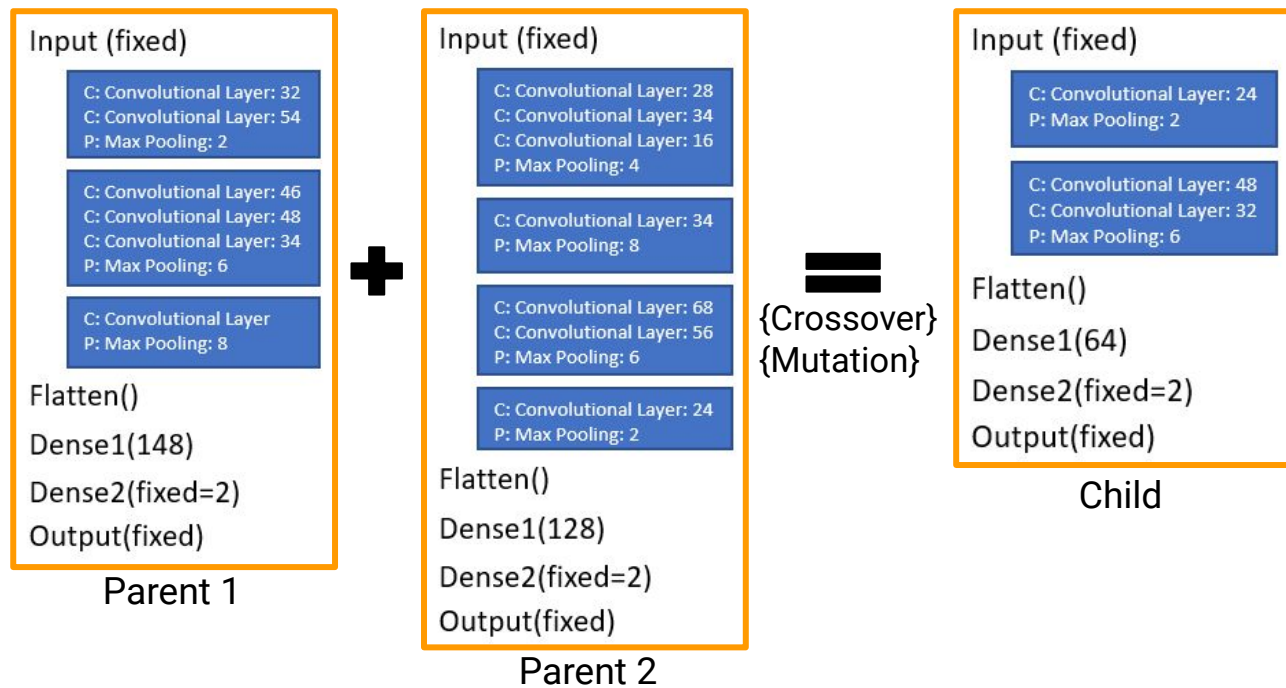 Input (fixed)
C: Convolutional Layer: 32
C: Convolutional Layer: 54
P: Max Pooling: 2
C: Convolutional Layer: 46
C: Convolutional Layer: 48
C: Convolutional Layer: 34
P: Max Pooling: 6
C: Convolutional Layer
P: Max Pooling: 8
Flatten()
Dense1(148)
Dense2(fixed=2)
Output(fixed)
Parent 1
Input (fixed)
C: Convolutional Layer: 28
C: Convolutional Layer: 34
C: Convolutional Layer: 16
P: Max Pooling: 4
C: Convolutional Layer: 34
P: Max Pooling: 8
C: Convolutional Layer: 68
C: Convolutional Layer: 56
P: Max Pooling: 6
C: Convolutional Layer: 24
P: Max Pooling: 2
Flatten()
Dense1(128)
Dense2(fixed=2)
Output(fixed)
Parent 2
{Crossover}
{Mutation}
Input (fixed)
C: Convolutional Layer: 24
P: Max Pooling: 2
C: Convolutional Layer: 48
C: Convolutional Layer: 32
P: Max Pooling: 6
Flatten()
Dense1(64)
Dense2(fixed=2)
Output(fixed)
Child